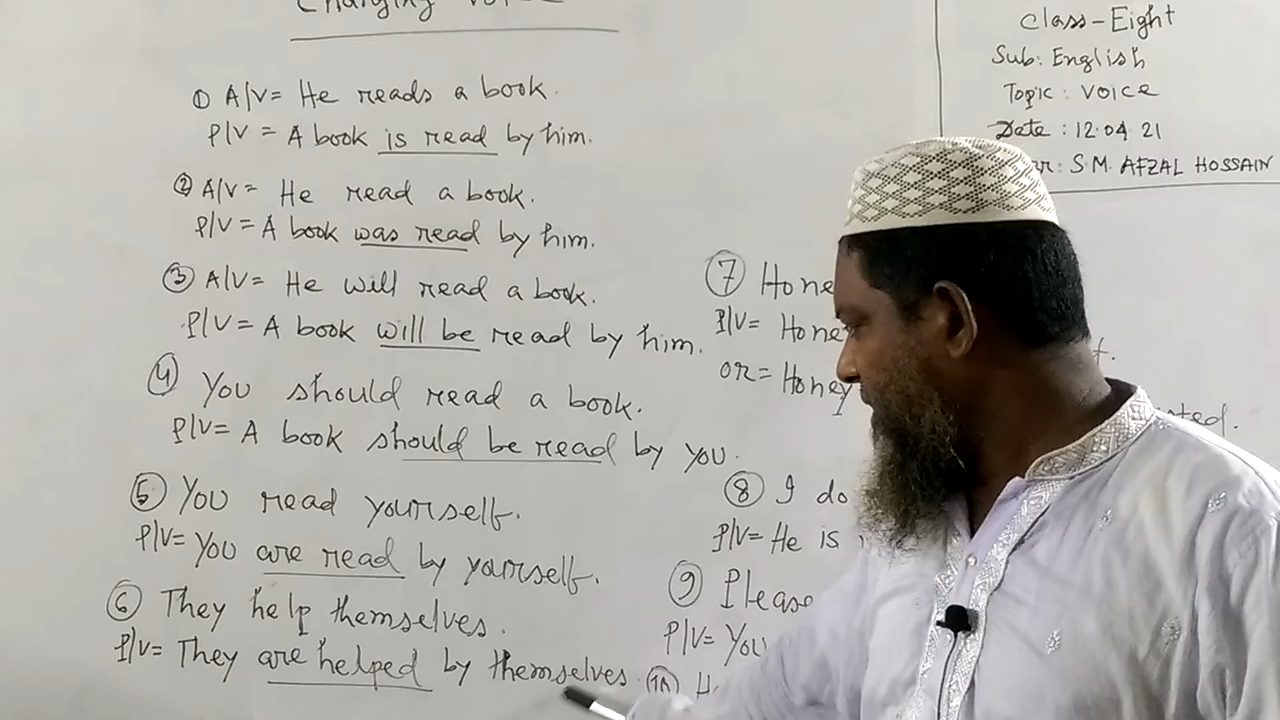 Changing Voice
① A/V= He reads a book.
P/V = A book is read by him.
② A/V= He read a book.
P/V = A book was read by him.
③ A/V= He will read a book.
P/V = A book will be read by him.
④ You should read a book.
P/V= A book should be read by you.
⑤ You read yourself.
P/V= You are read by yourself.
⑥ They help themselves.
P/V= They are helped by themselves.
⑦ Hone
P/V= Hone
or= Honey
⑧ I do
P/V= He is
⑨ Please
P/V= You
⑩ H
Class-Eight
Sub: English
Topic: Voice
Date: 12.04 21
S.M. AFZAL HOSSAIN